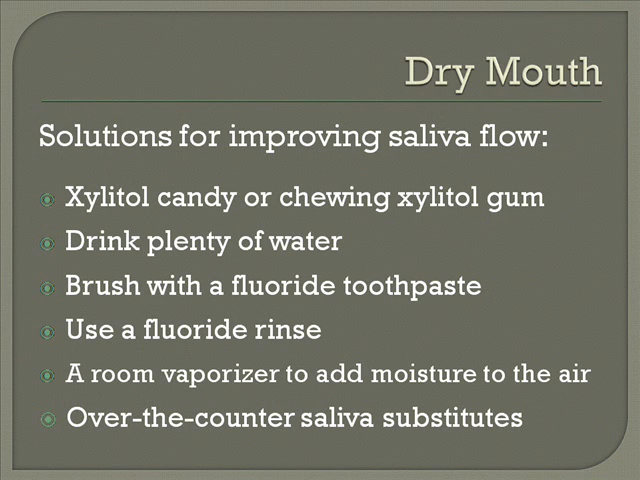 Dry Mouth
Solutions for improving saliva flow:
Xylitol candy or chewing xylitol gum
Drink plenty of water
Brush with a fluoride toothpaste
Use a fluoride rinse
A room vaporizer to add moisture to the air
Over-the-counter saliva substitutes